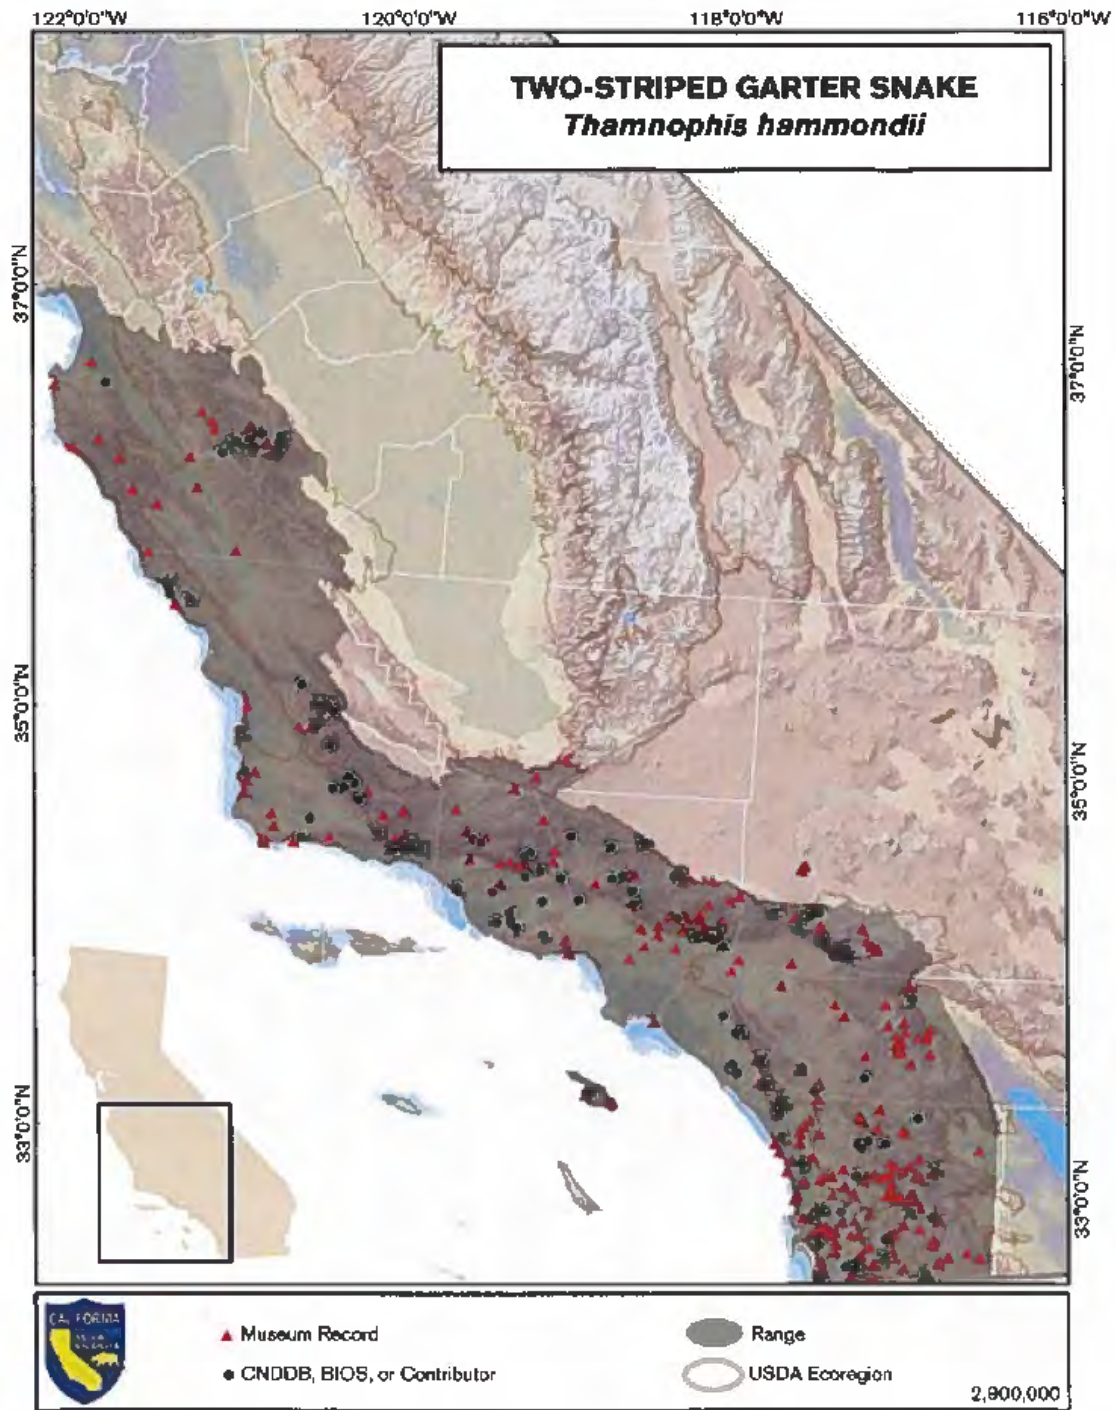 122°0'0"W 120°0'0"W 118°0'0"W 116°0'0"W
TWO-STRIPED GARTER SNAKE
Thamnophis hammondii
37°0'0"N
37°0'0"N
35°0'0"N
35°0'0"N
33°0'0"N
33°0'0"N
CALIFORNIA
Museum Record
Range
CNDDB, BIOS, or Contributor
USDA Ecoregion
2,900,000